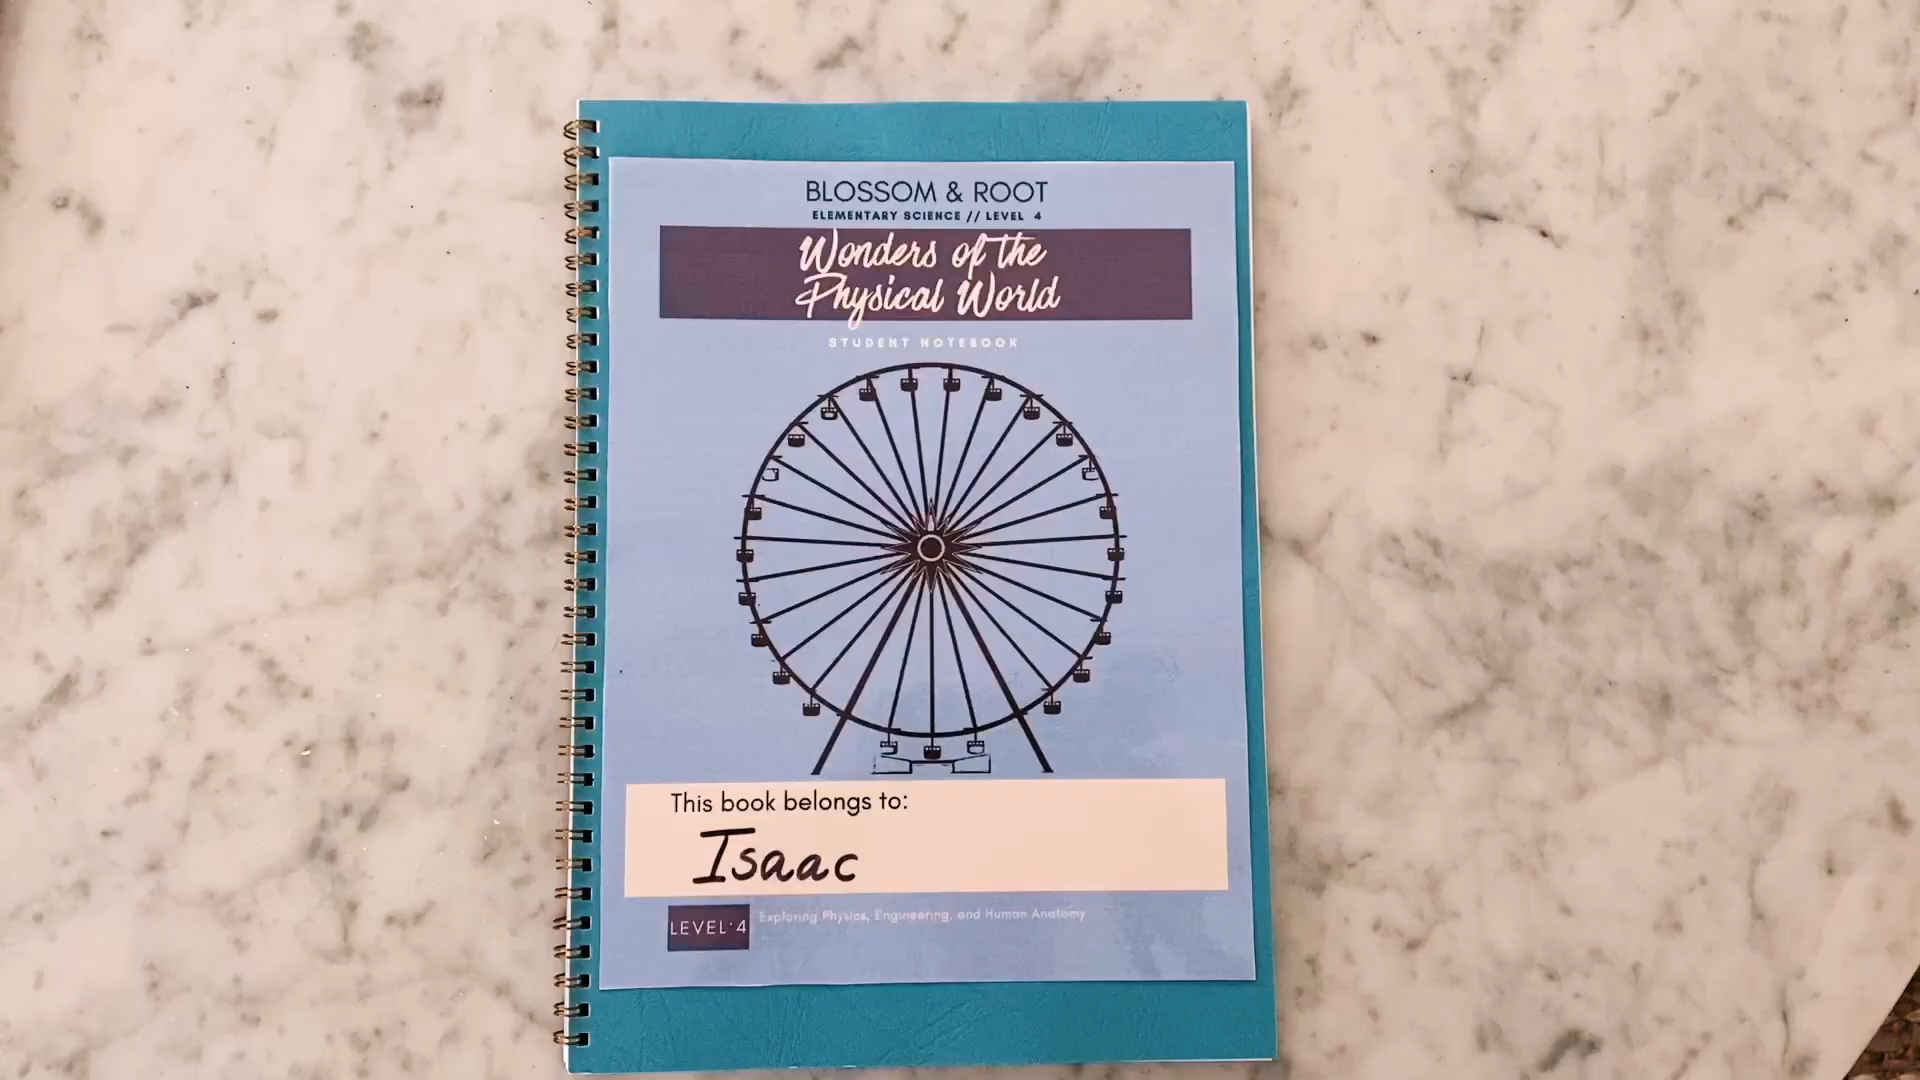 BLOSSOM & ROOT
ELEMENTARY SCIENCE // LEVEL 4
Wonders of the
Physical World
STUDENT NOTEBOOK
This book belongs to:
Isaac
LEVEL 4
Exploring Physics, Engineering, and Human Anatomy